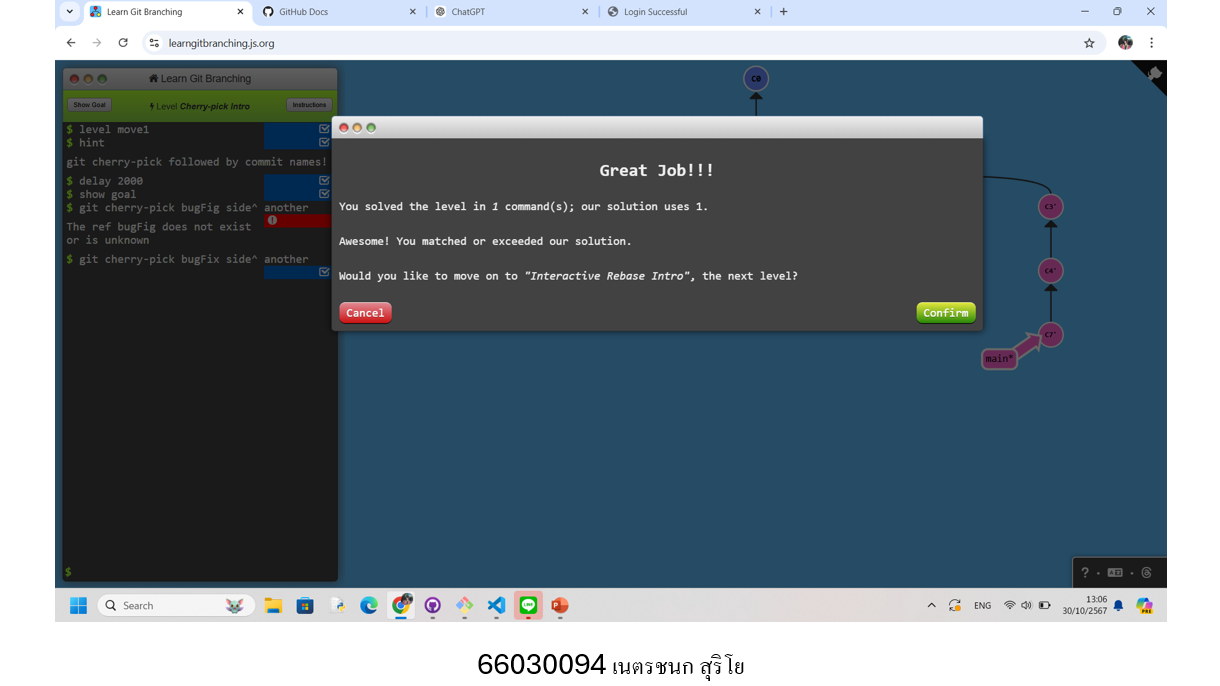 Learn Git Branching
GitHub Docs
ChatGPT
Login Successful
learngitbranching.js.org
Learn Git Branching
Show Goal
Level Cherry-pick Intro
Instructions
$ level move1
$ hint
git cherry-pick followed by commit names!
$ delay 2000
$ show goal
$ git cherry-pick bugFig side^ another
The ref bugFig does not exist
or is unknown
$ git cherry-pick bugFix side^ another
$
C0
Great Job!!!
You solved the level in 1 command(s); our solution uses 1.
Awesome! You matched or exceeded our solution.
Would you like to move on to "Interactive Rebase Intro", the next level?
Cancel
Confirm
C3'
C4'
main*
?
Search
ENG
13:06
30/10/2567
PRE
66030094 เนตรชนก สุริโย